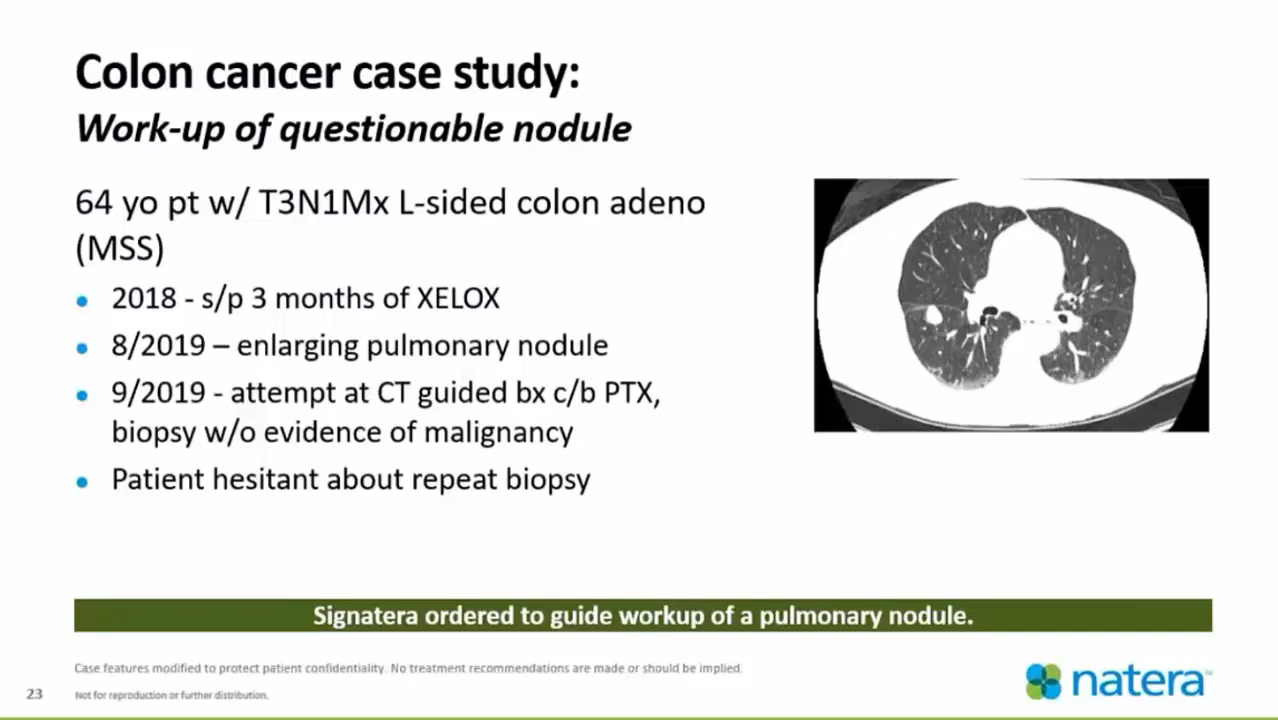 Colon cancer case study:
Work-up of questionable nodule
64 yo pt w/ T3N1Mx L-sided colon adeno
(MSS)
• 2018 - s/p 3 months of XELOX
• 8/2019 – enlarging pulmonary nodule
• 9/2019 - attempt at CT guided bx c/b PTX,
biopsy w/o evidence of malignancy
• Patient hesitant about repeat biopsy
Signatera ordered to guide workup of a pulmonary nodule.
Case features modified to protect patient confidentiality. No treatment recommendations are made or should be implied.
23 Not for reproduction or further distribution.
natera™